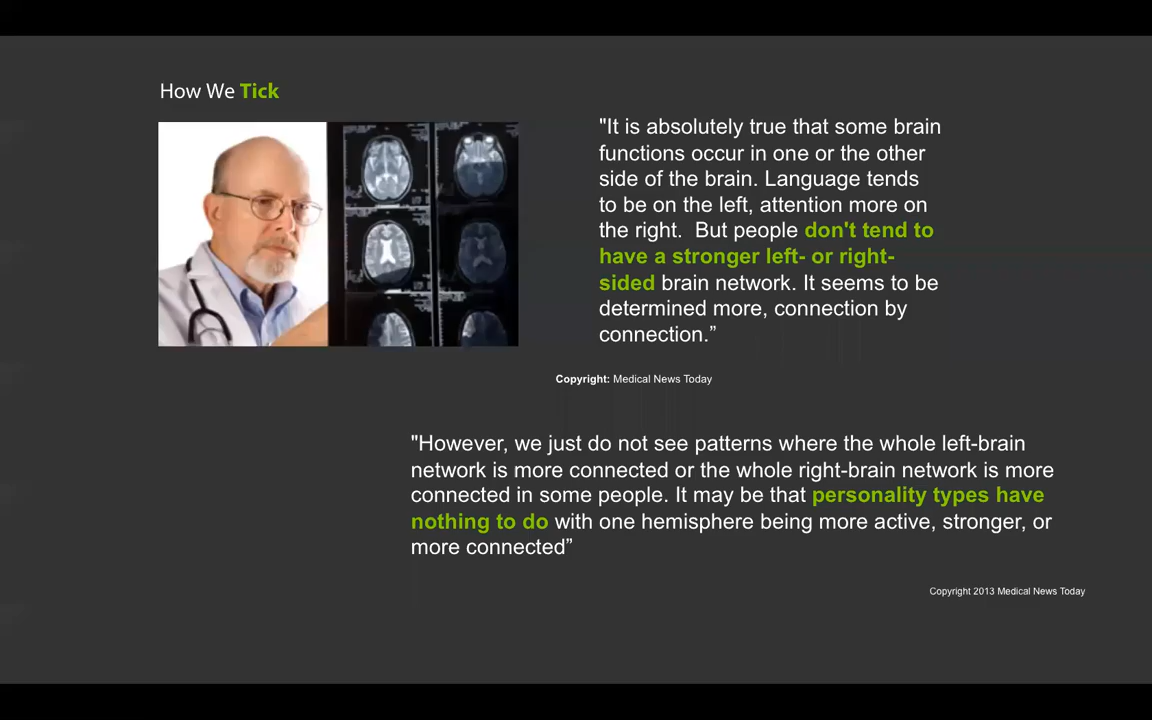 How We Tick
"It is absolutely true that some brain
functions occur in one or the other
side of the brain. Language tends
to be on the left, attention more on
the right.  But people don't tend to
have a stronger left- or right-
sided brain network. It seems to be
determined more, connection by
connection.”
Copyright: Medical News Today
"However, we just do not see patterns where the whole left-brain
network is more connected or the whole right-brain network is more
connected in some people. It may be that personality types have
nothing to do with one hemisphere being more active, stronger, or
more connected”
Copyright 2013 Medical News Today